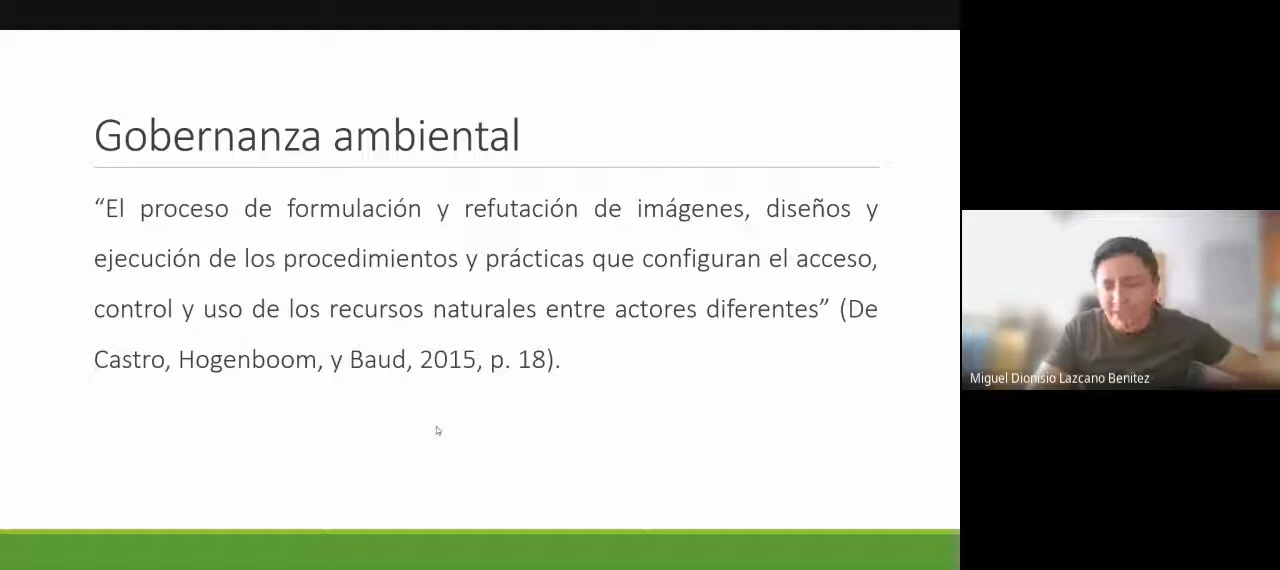 Gobernanza ambiental
“El proceso de formulación y refutación de imágenes, diseños y
ejecución de los procedimientos y prácticas que configuran el acceso,
control y uso de los recursos naturales entre actores diferentes” (De
Castro, Hogenboom, y Baud, 2015, p. 18).
Miguel Dionisio Lazcano Benitez